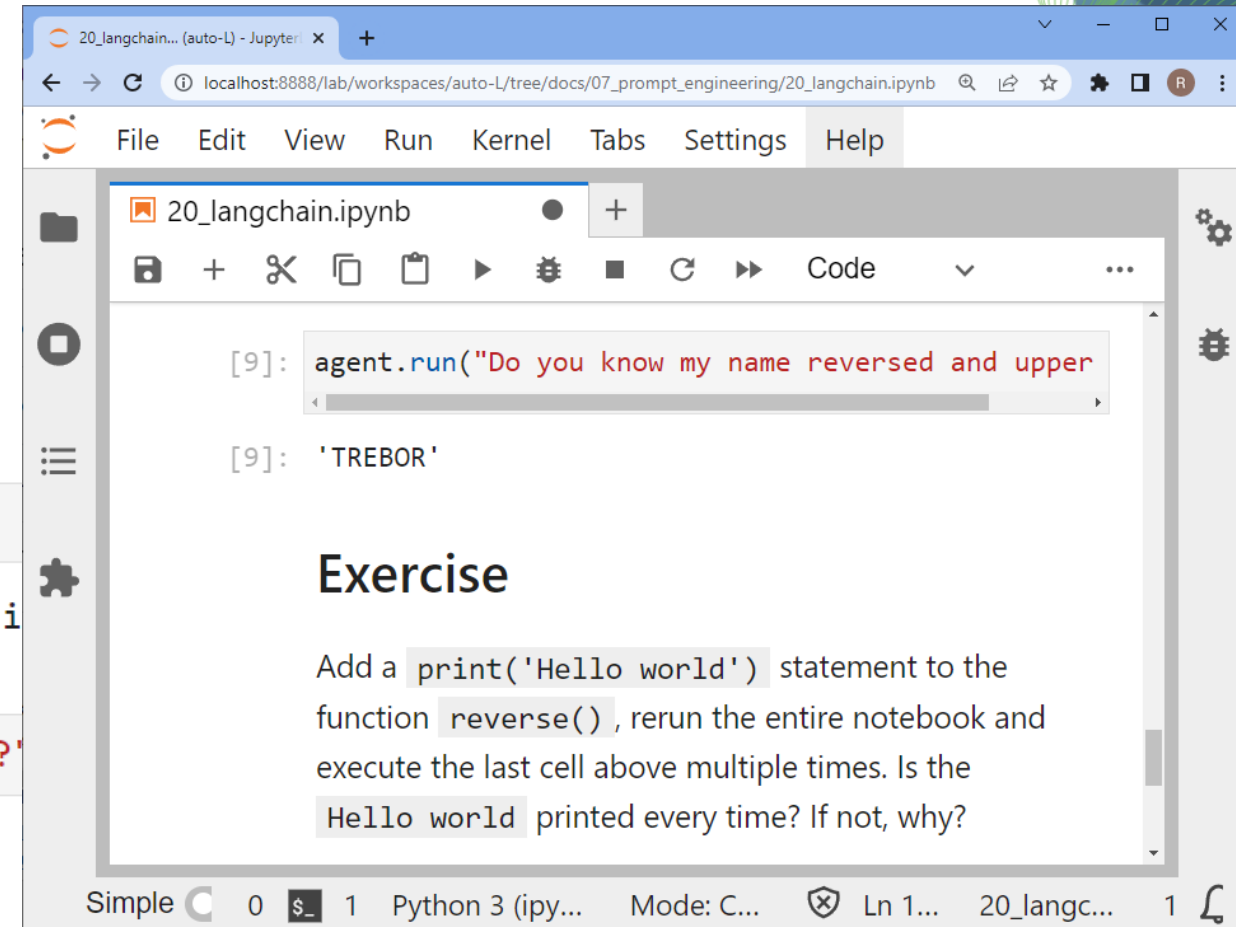 20_langchain... (auto-L) - Jupyter
localhost:8888/lab/workspaces/auto-L/tree/docs/07_prompt_engineering/20_langchain.ipynb
R
File Edit View Run Kernel Tabs Settings Help
20_langchain.ipynb
Code
[9]: agent.run("Do you know my name reversed and upper
[9]: 'TREBOR'
Exercise
i
Add a print('Hello world') statement to the
function reverse() , rerun the entire notebook and
?'
execute the last cell above multiple times. Is the
Hello world printed every time? If not, why?
Simple 0 $_ 1 Python 3 (ipy... Mode: C... Ln 1... 20_langc... 1